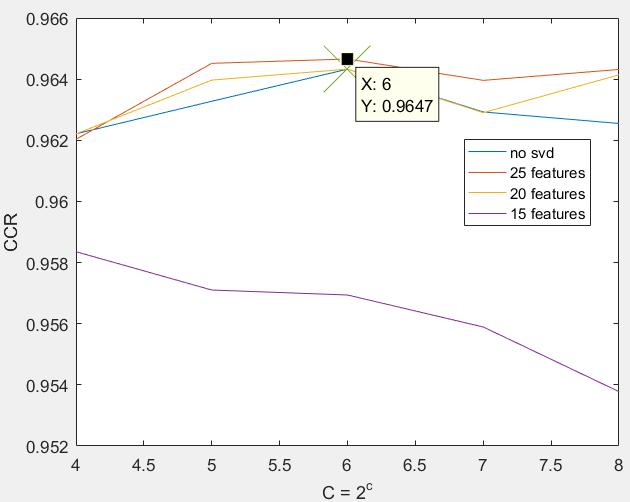 0.966
0.964
0.962
0.96
0.958
0.956
0.954
0.952
CCR
X: 6
Y: 0.9647
no svd
25 features
20 features
15 features
4 4.5 5 5.5 6 6.5 7 7.5 8
C = 2^c